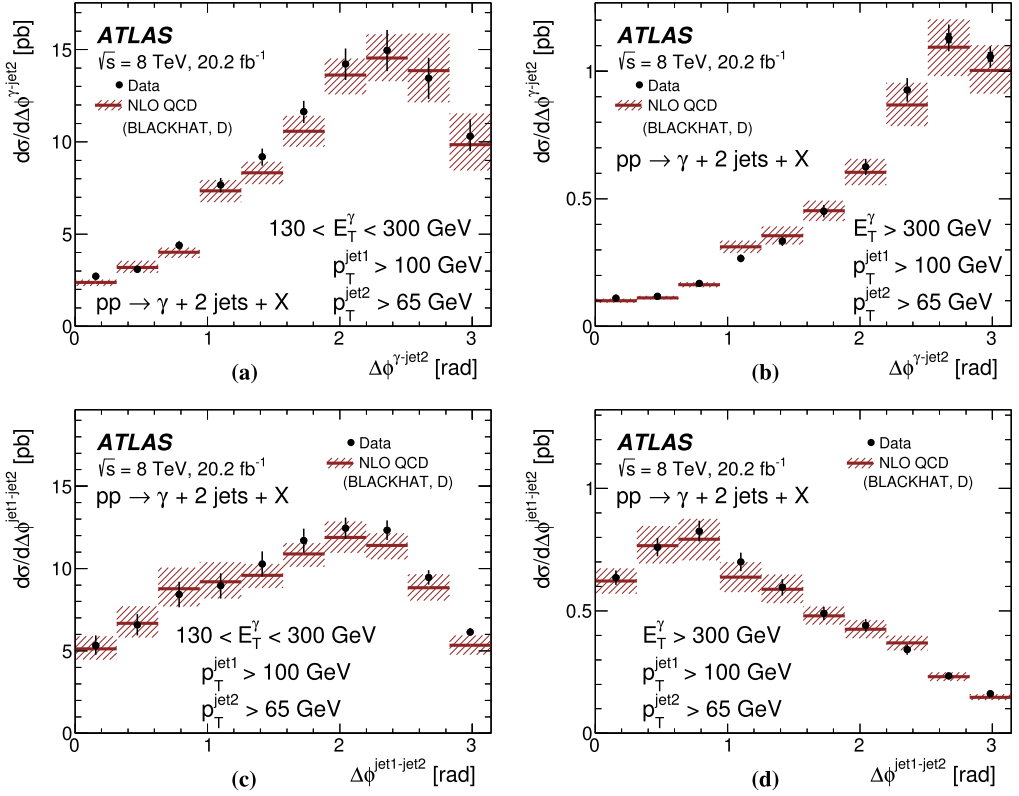 dσ/dΔϕ^γ-jet2 [pb]
ATLAS
√s = 8 TeV, 20.2 fb⁻¹
Data
NLO QCD
(BLACKHAT, D)
130 < E_T^γ < 300 GeV
p_T^jet1 > 100 GeV
pp → γ + 2 jets + X
p_T^jet2 > 65 GeV
15
10
5
0
0 1 2 3
Δϕ^γ-jet2 [rad]
(a)
dσ/dΔϕ^γ-jet2 [pb]
ATLAS
√s = 8 TeV, 20.2 fb⁻¹
Data
NLO QCD
(BLACKHAT, D)
pp → γ + 2 jets + X
E_T^γ > 300 GeV
p_T^jet1 > 100 GeV
p_T^jet2 > 65 GeV
1
0.5
0
0 1 2 3
Δϕ^γ-jet2 [rad]
(b)
dσ/dΔϕ^jet1-jet2 [pb]
ATLAS
Data
√s = 8 TeV, 20.2 fb⁻¹
NLO QCD
(BLACKHAT, D)
pp → γ + 2 jets + X
130 < E_T^γ < 300 GeV
p_T^jet1 > 100 GeV
p_T^jet2 > 65 GeV
15
10
5
0
0 1 2 3
Δϕ^jet1-jet2 [rad]
(c)
dσ/dΔϕ^jet1-jet2 [pb]
ATLAS
Data
√s = 8 TeV, 20.2 fb⁻¹
NLO QCD
(BLACKHAT, D)
pp → γ + 2 jets + X
E_T^γ > 300 GeV
p_T^jet1 > 100 GeV
p_T^jet2 > 65 GeV
1
0.5
0
0 1 2 3
Δϕ^jet1-jet2 [rad]
(d)